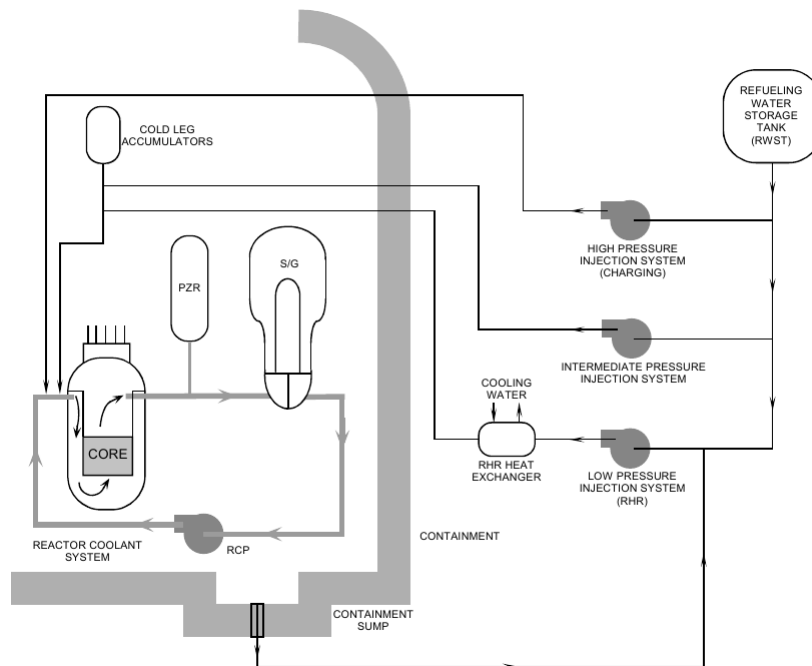 REFUELING
WATER
STORAGE
TANK
(RWST)
COLD LEG
ACCUMULATORS
HIGH PRESSURE
INJECTION SYSTEM
(CHARGING)
S/G
PZR
INTERMEDIATE PRESSURE
INJECTION SYSTEM
COOLING
WATER
CORE
RHR HEAT
EXCHANGER
LOW PRESSURE
INJECTION SYSTEM
(RHR)
CONTAINMENT
REACTOR COOLANT
SYSTEM
RCP
CONTAINMENT
SUMP